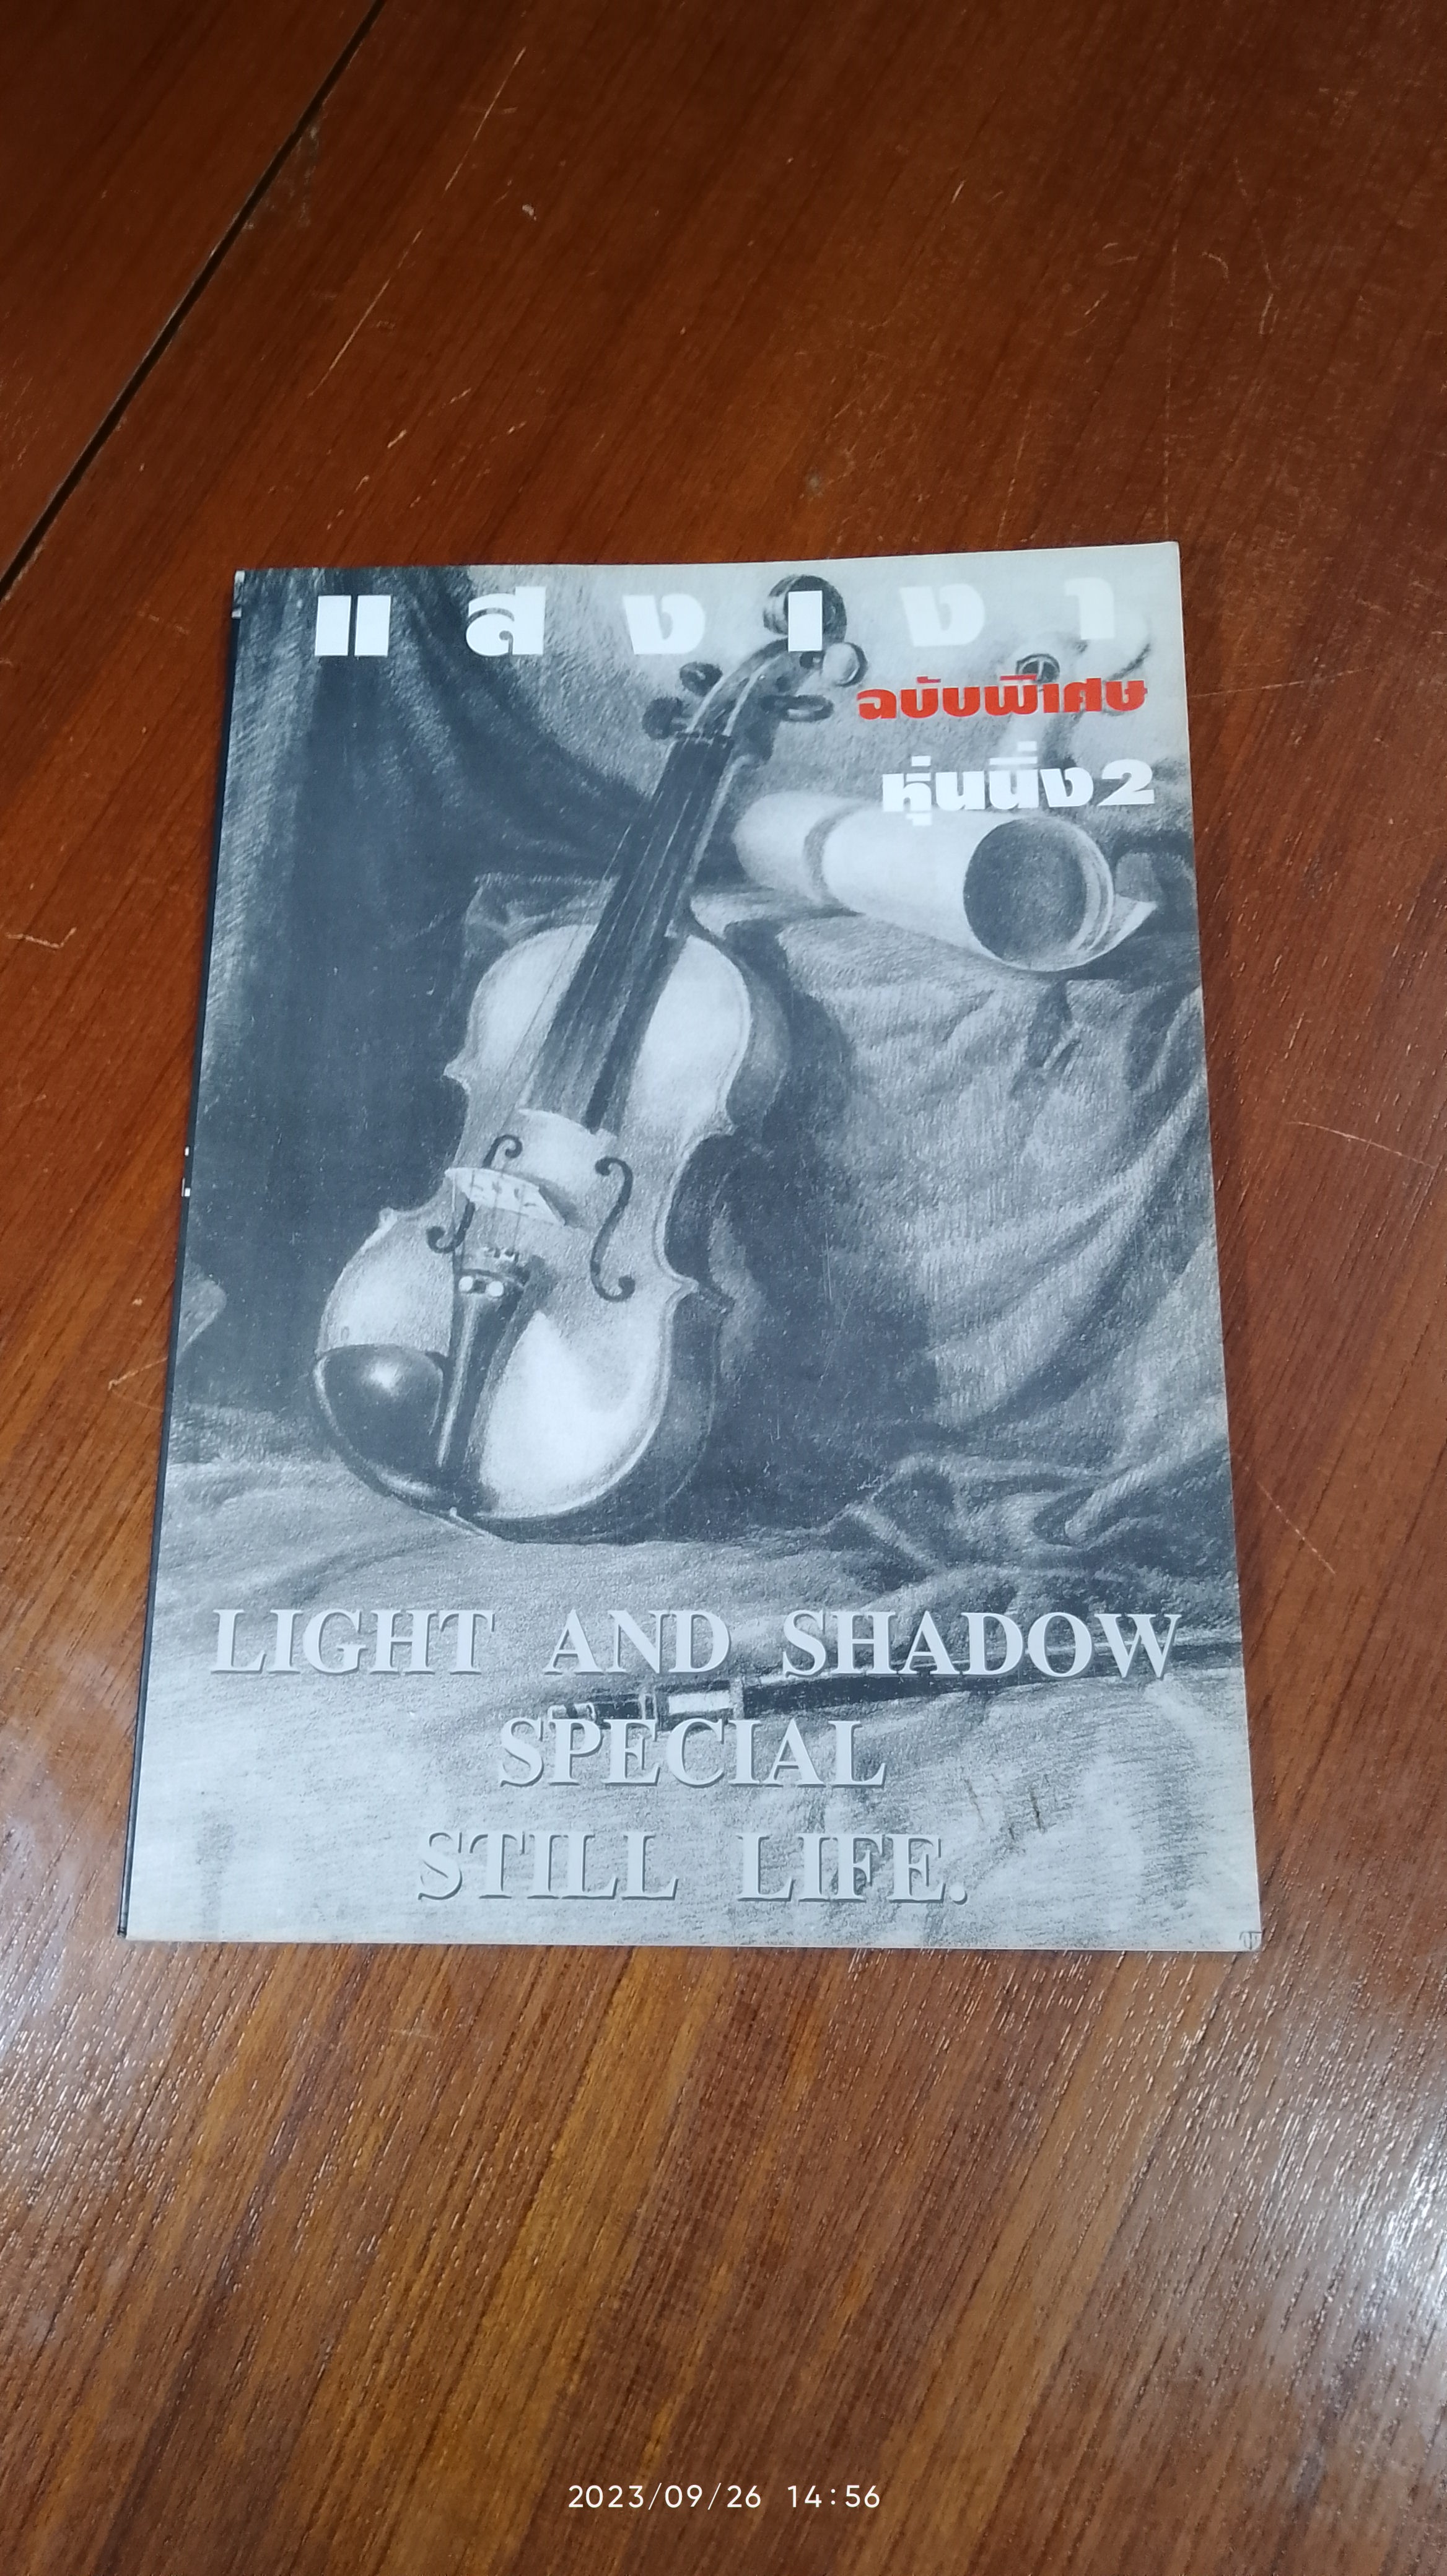 แสงเงา
ฉบับพิเศษ
หุ่นนิ่ง2
LIGHT AND SHADOW
SPECIAL
STILL LIFE.
2023/09/26 14:56